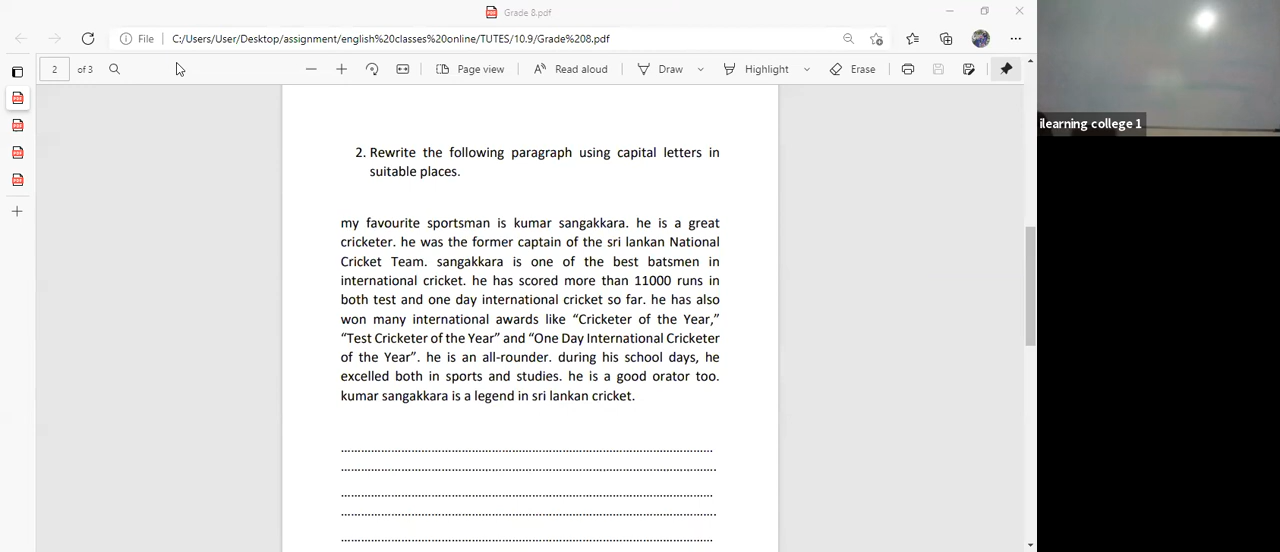 Grade 8.pdf
File
C:/Users/User/Desktop/assignment/english%20classes%20online/TUTES/10.9/Grade%208.pdf
2 of 3
Page view
Read aloud
Draw
Highlight
Erase
ilearning college 1
2. Rewrite the following paragraph using capital letters in
suitable places.
my favourite sportsman is kumar sangakkara. he is a great
cricketer. he was the former captain of the sri lankan National
Cricket Team. sangakkara is one of the best batsmen in
international cricket. he has scored more than 11000 runs in
both test and one day international cricket so far. he has also
won many international awards like “Cricketer of the Year,”
“Test Cricketer of the Year” and “One Day International Cricketer
of the Year”. he is an all-rounder. during his school days, he
excelled both in sports and studies. he is a good orator too.
kumar sangakkara is a legend in sri lankan cricket.